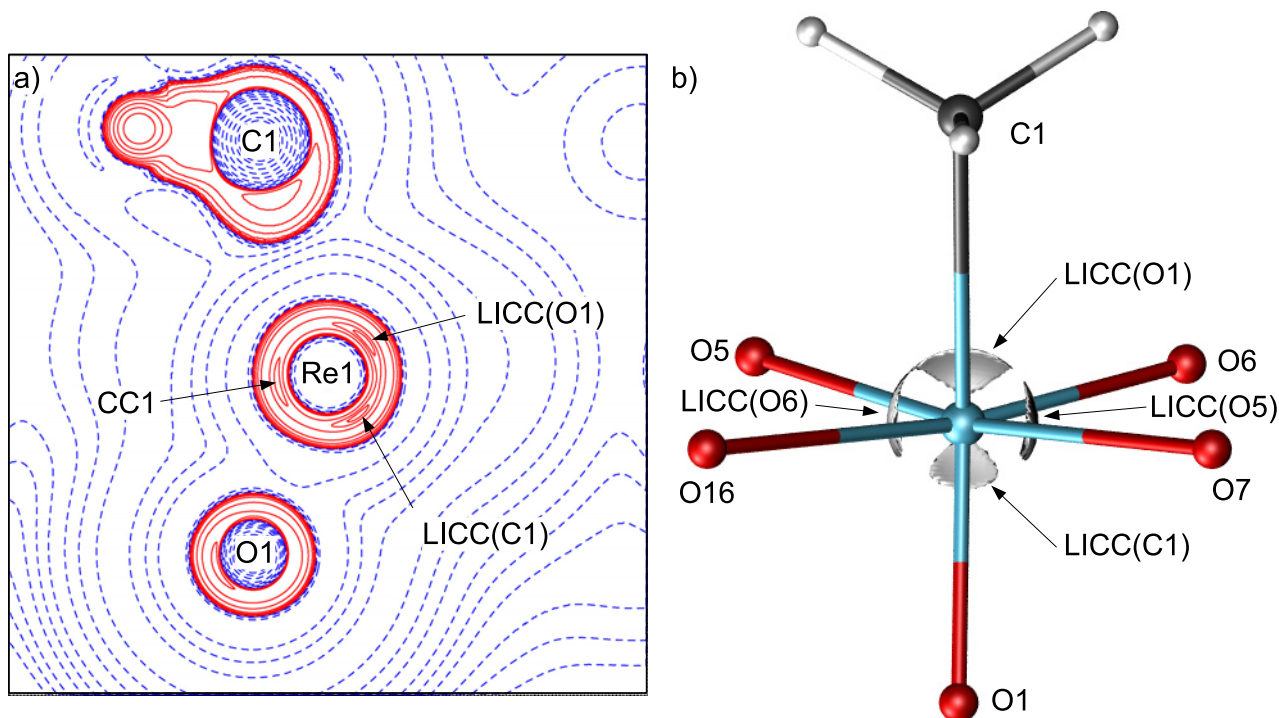 a)
C1
LICC(O1)
Re1
CC1
LICC(C1)
O1
b)
C1
LICC(O1)
O5
O6
LICC(O6)
LICC(O5)
O16
O7
LICC(C1)
O1